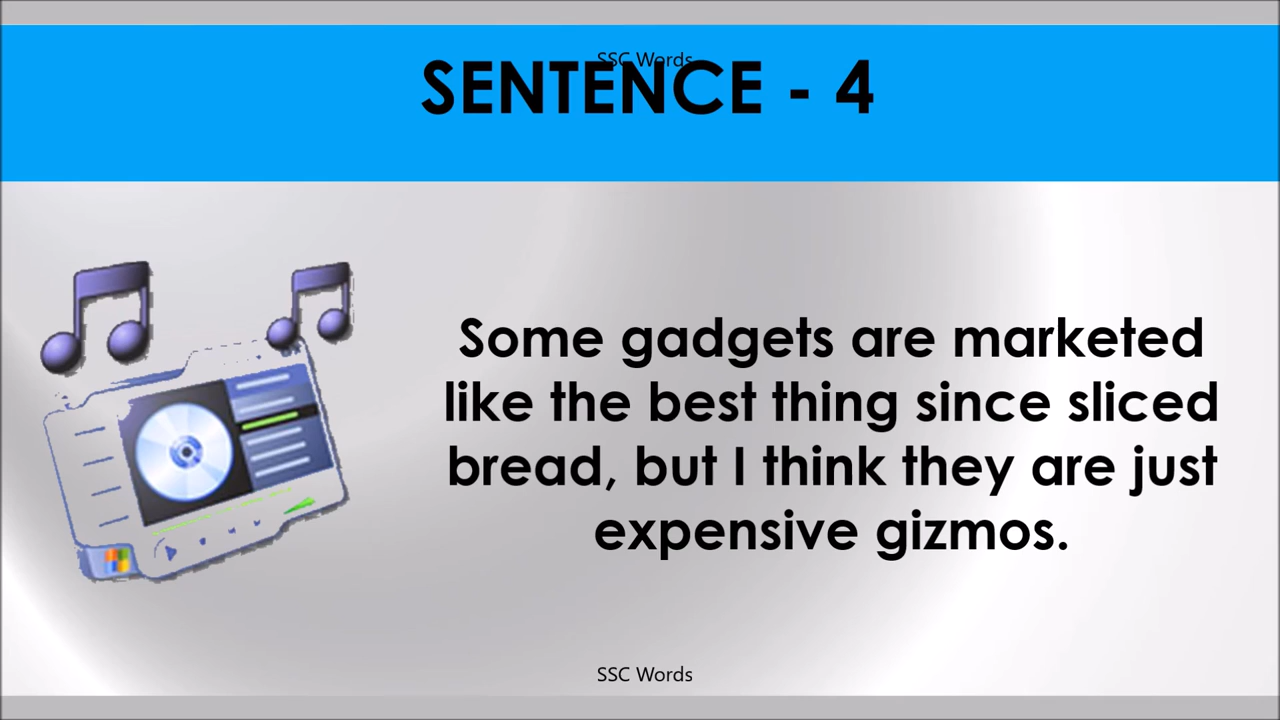 SSC Words
SENTENCE - 4
Some gadgets are marketed
like the best thing since sliced
bread, but I think they are just
expensive gizmos.
SSC Words